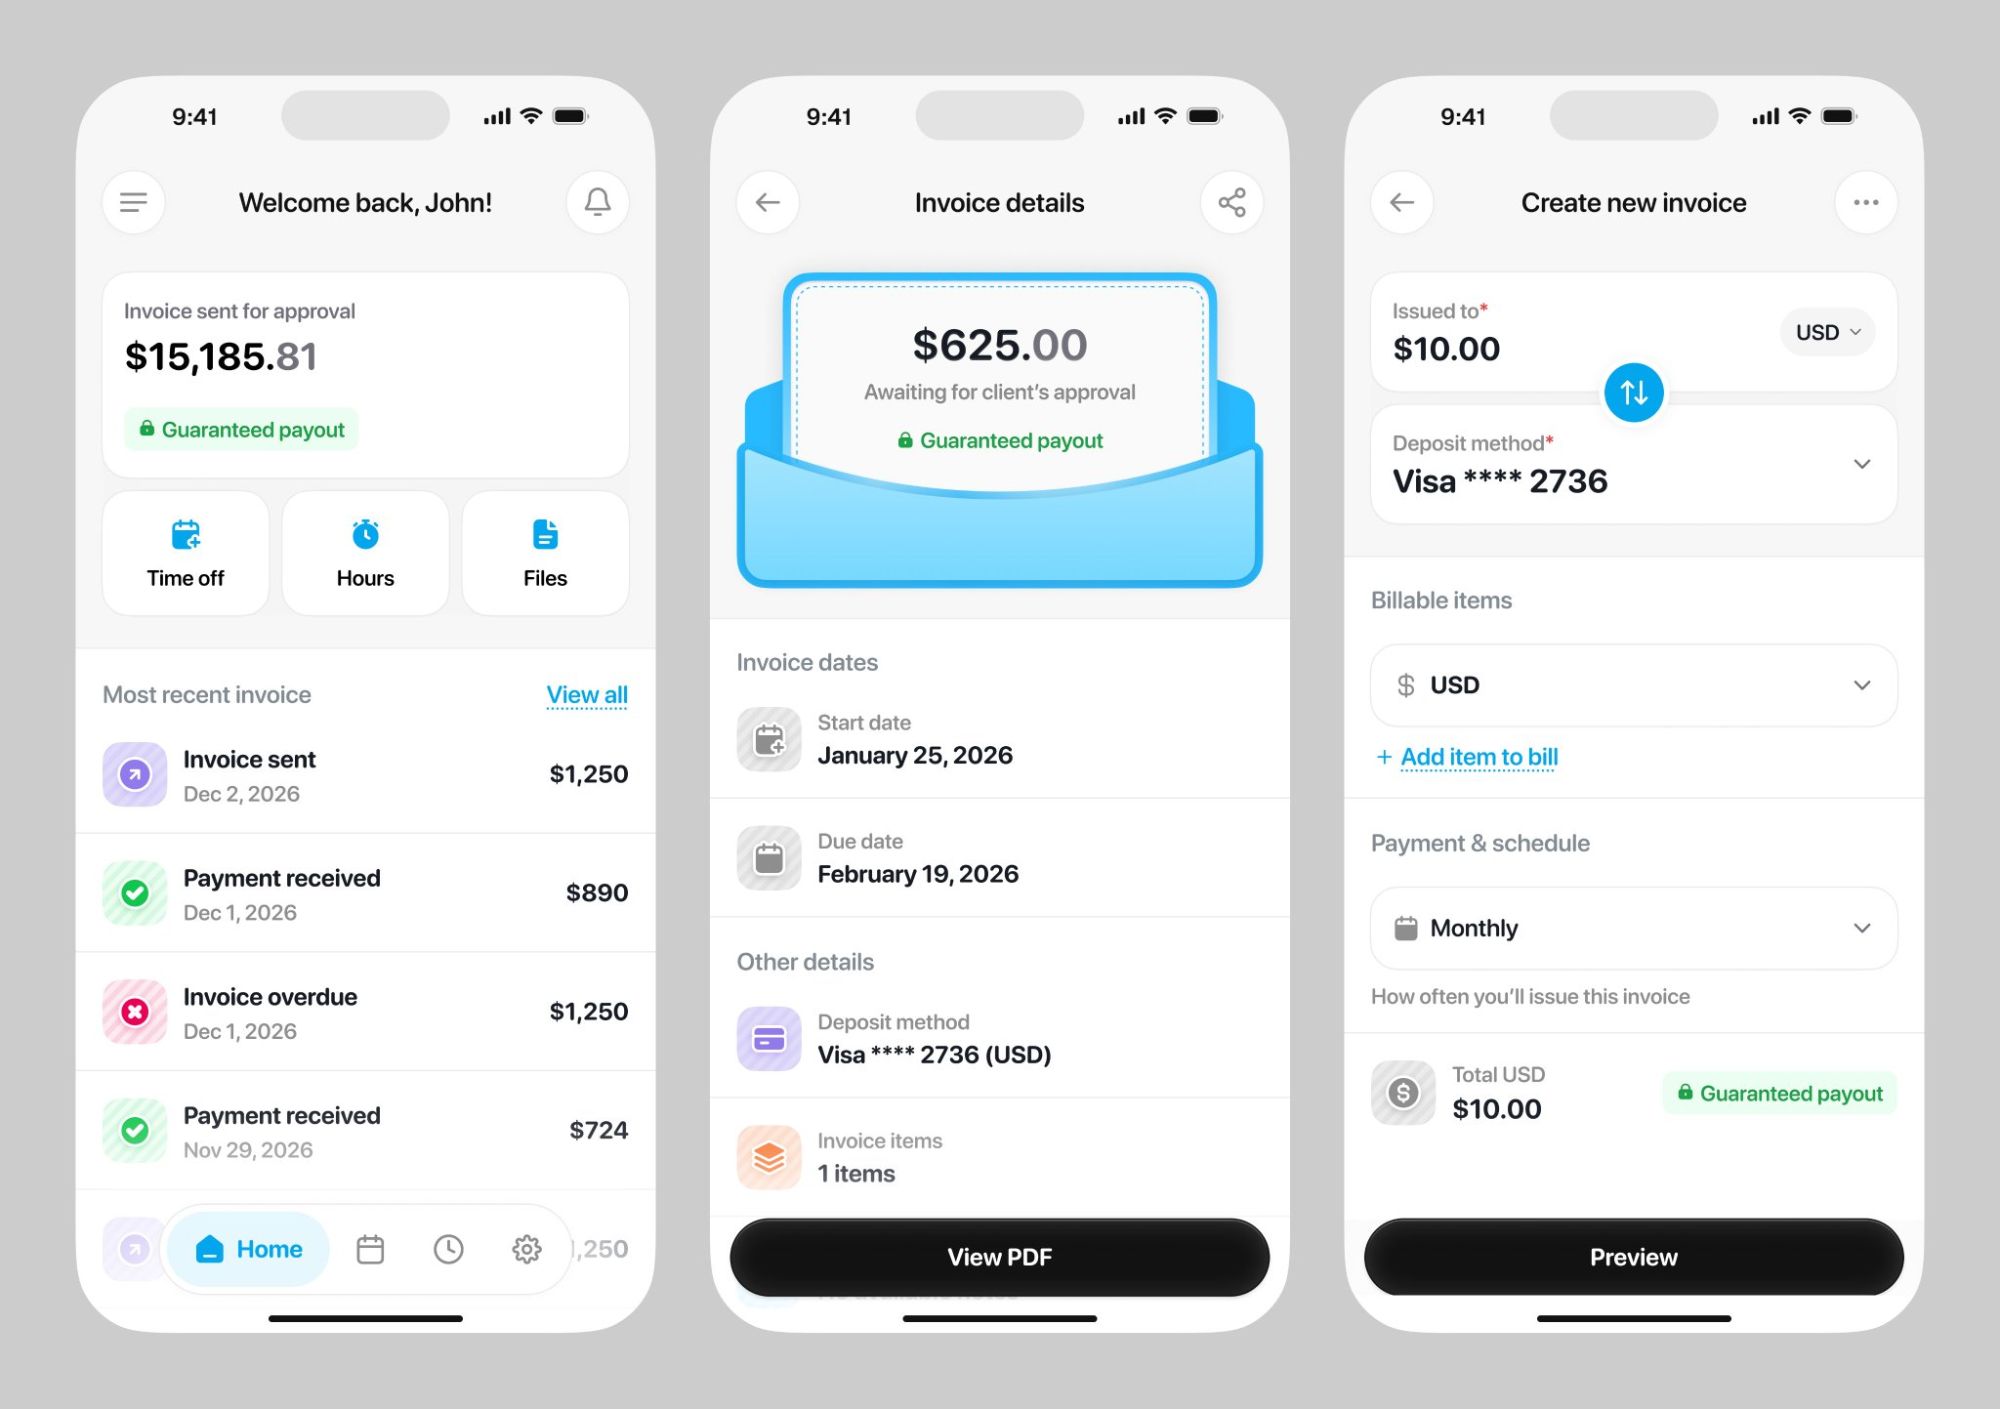 9:41
Welcome back, John!
Invoice sent for approval
$15,185.81
Guaranteed payout
Time off
Hours
Files
Most recent invoice
View all
Invoice sent
$1,250
Dec 2, 2026
Payment received
$890
Dec 1, 2026
Invoice overdue
$1,250
Dec 1, 2026
Payment received
$724
Nov 29, 2026
Home
,250
9:41
Invoice details
$625.00
Awaiting for client's approval
Guaranteed payout
Invoice dates
Start date
January 25, 2026
Due date
February 19, 2026
Other details
Deposit method
Visa **** 2736 (USD)
Invoice items
1 items
View PDF
9:41
Create new invoice
Issued to*
$10.00
USD
Deposit method*
Visa **** 2736
Billable items
$ USD
+ Add item to bill
Payment & schedule
Monthly
How often you'll issue this invoice
Total USD
$10.00
Guaranteed payout
Preview